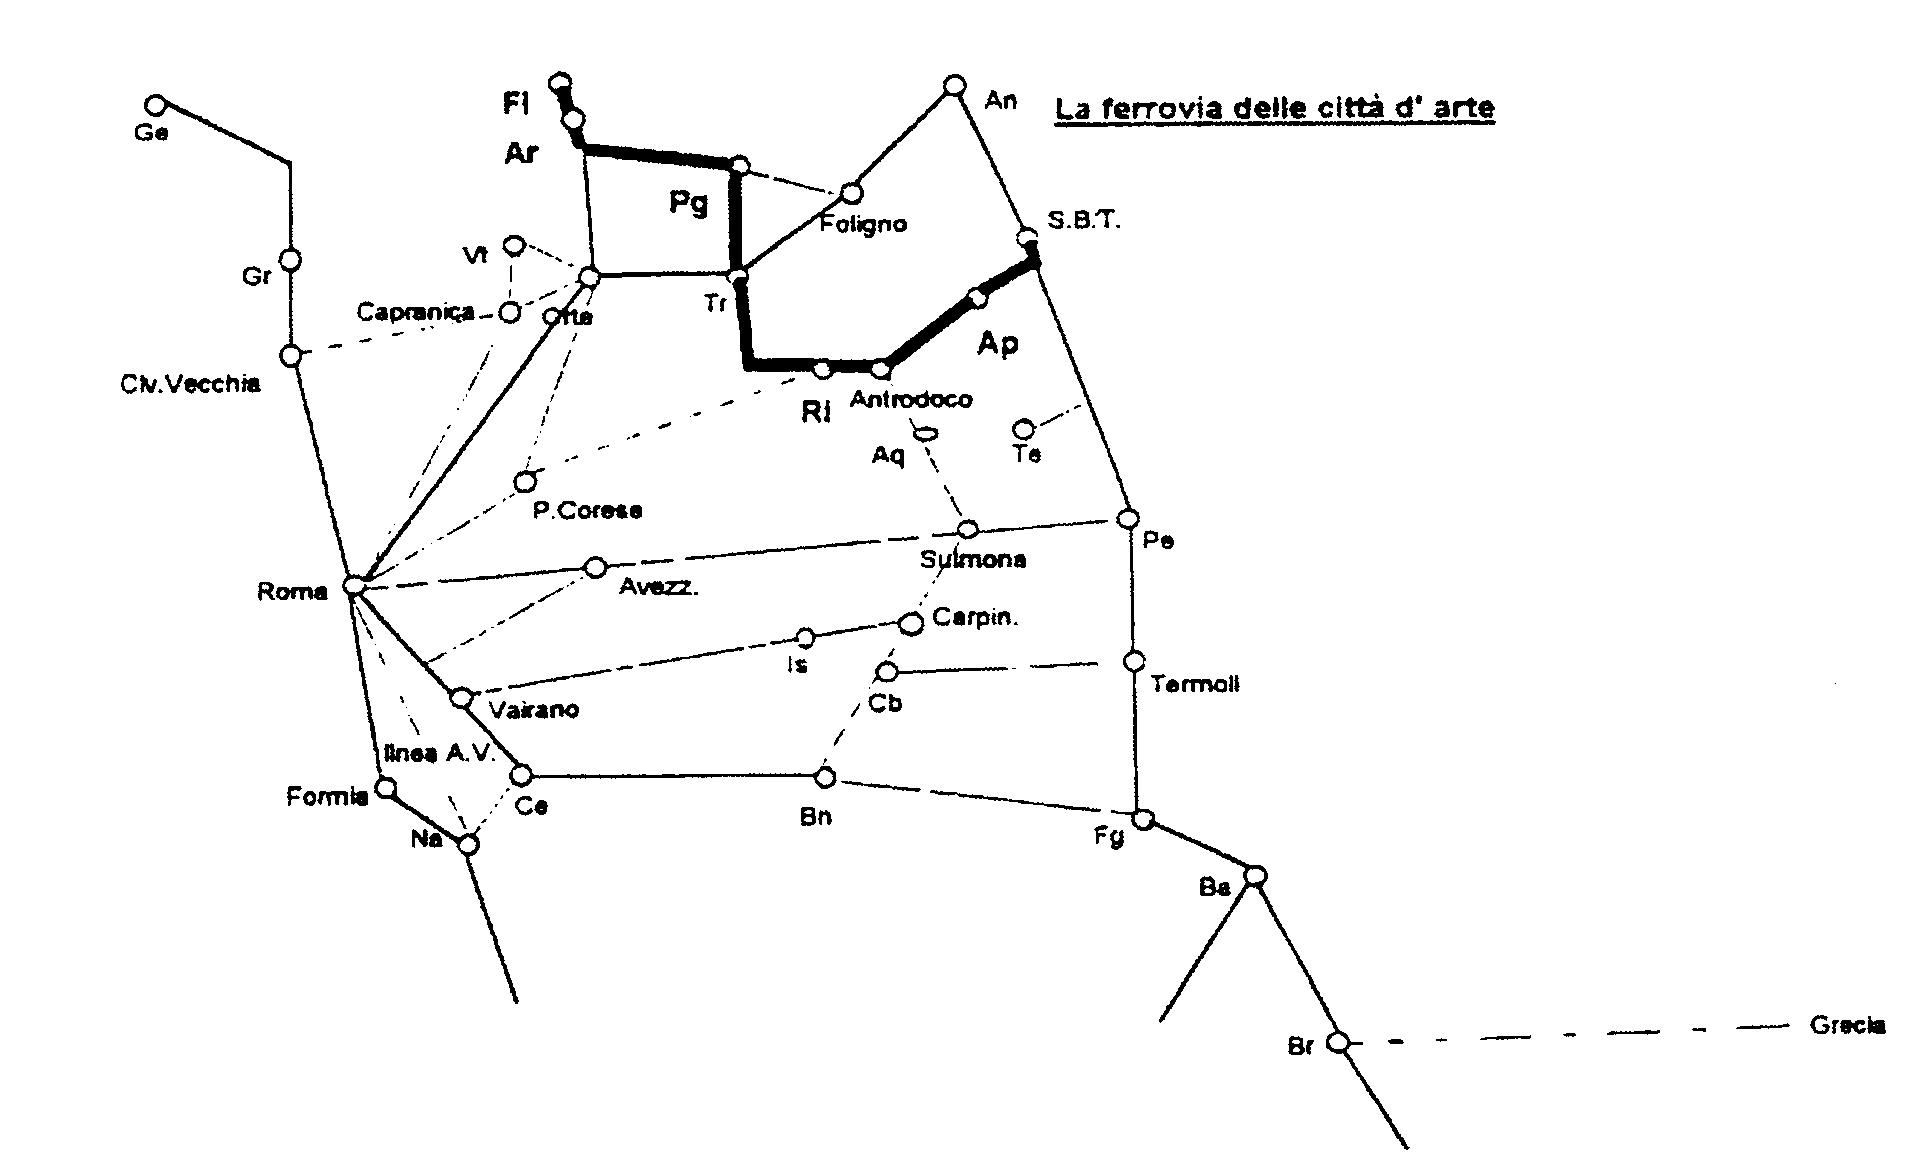 La ferrovia delle città d' arte
Ge
Fi
Ar
An
Pg
Foligno
S.B.T.
Vt
Gr
Capranica
Orte
Tr
Civ.Vecchia
Ap
Ri
Antrodoco
Aq
Te
P.Corese
Pe
Sulmona
Roma
Avezz.
Carpin.
Is
Termoli
Cb
Vairano
linea A.V.
Formia
Ce
Bn
Na
Fg
Ba
Br
Grecia